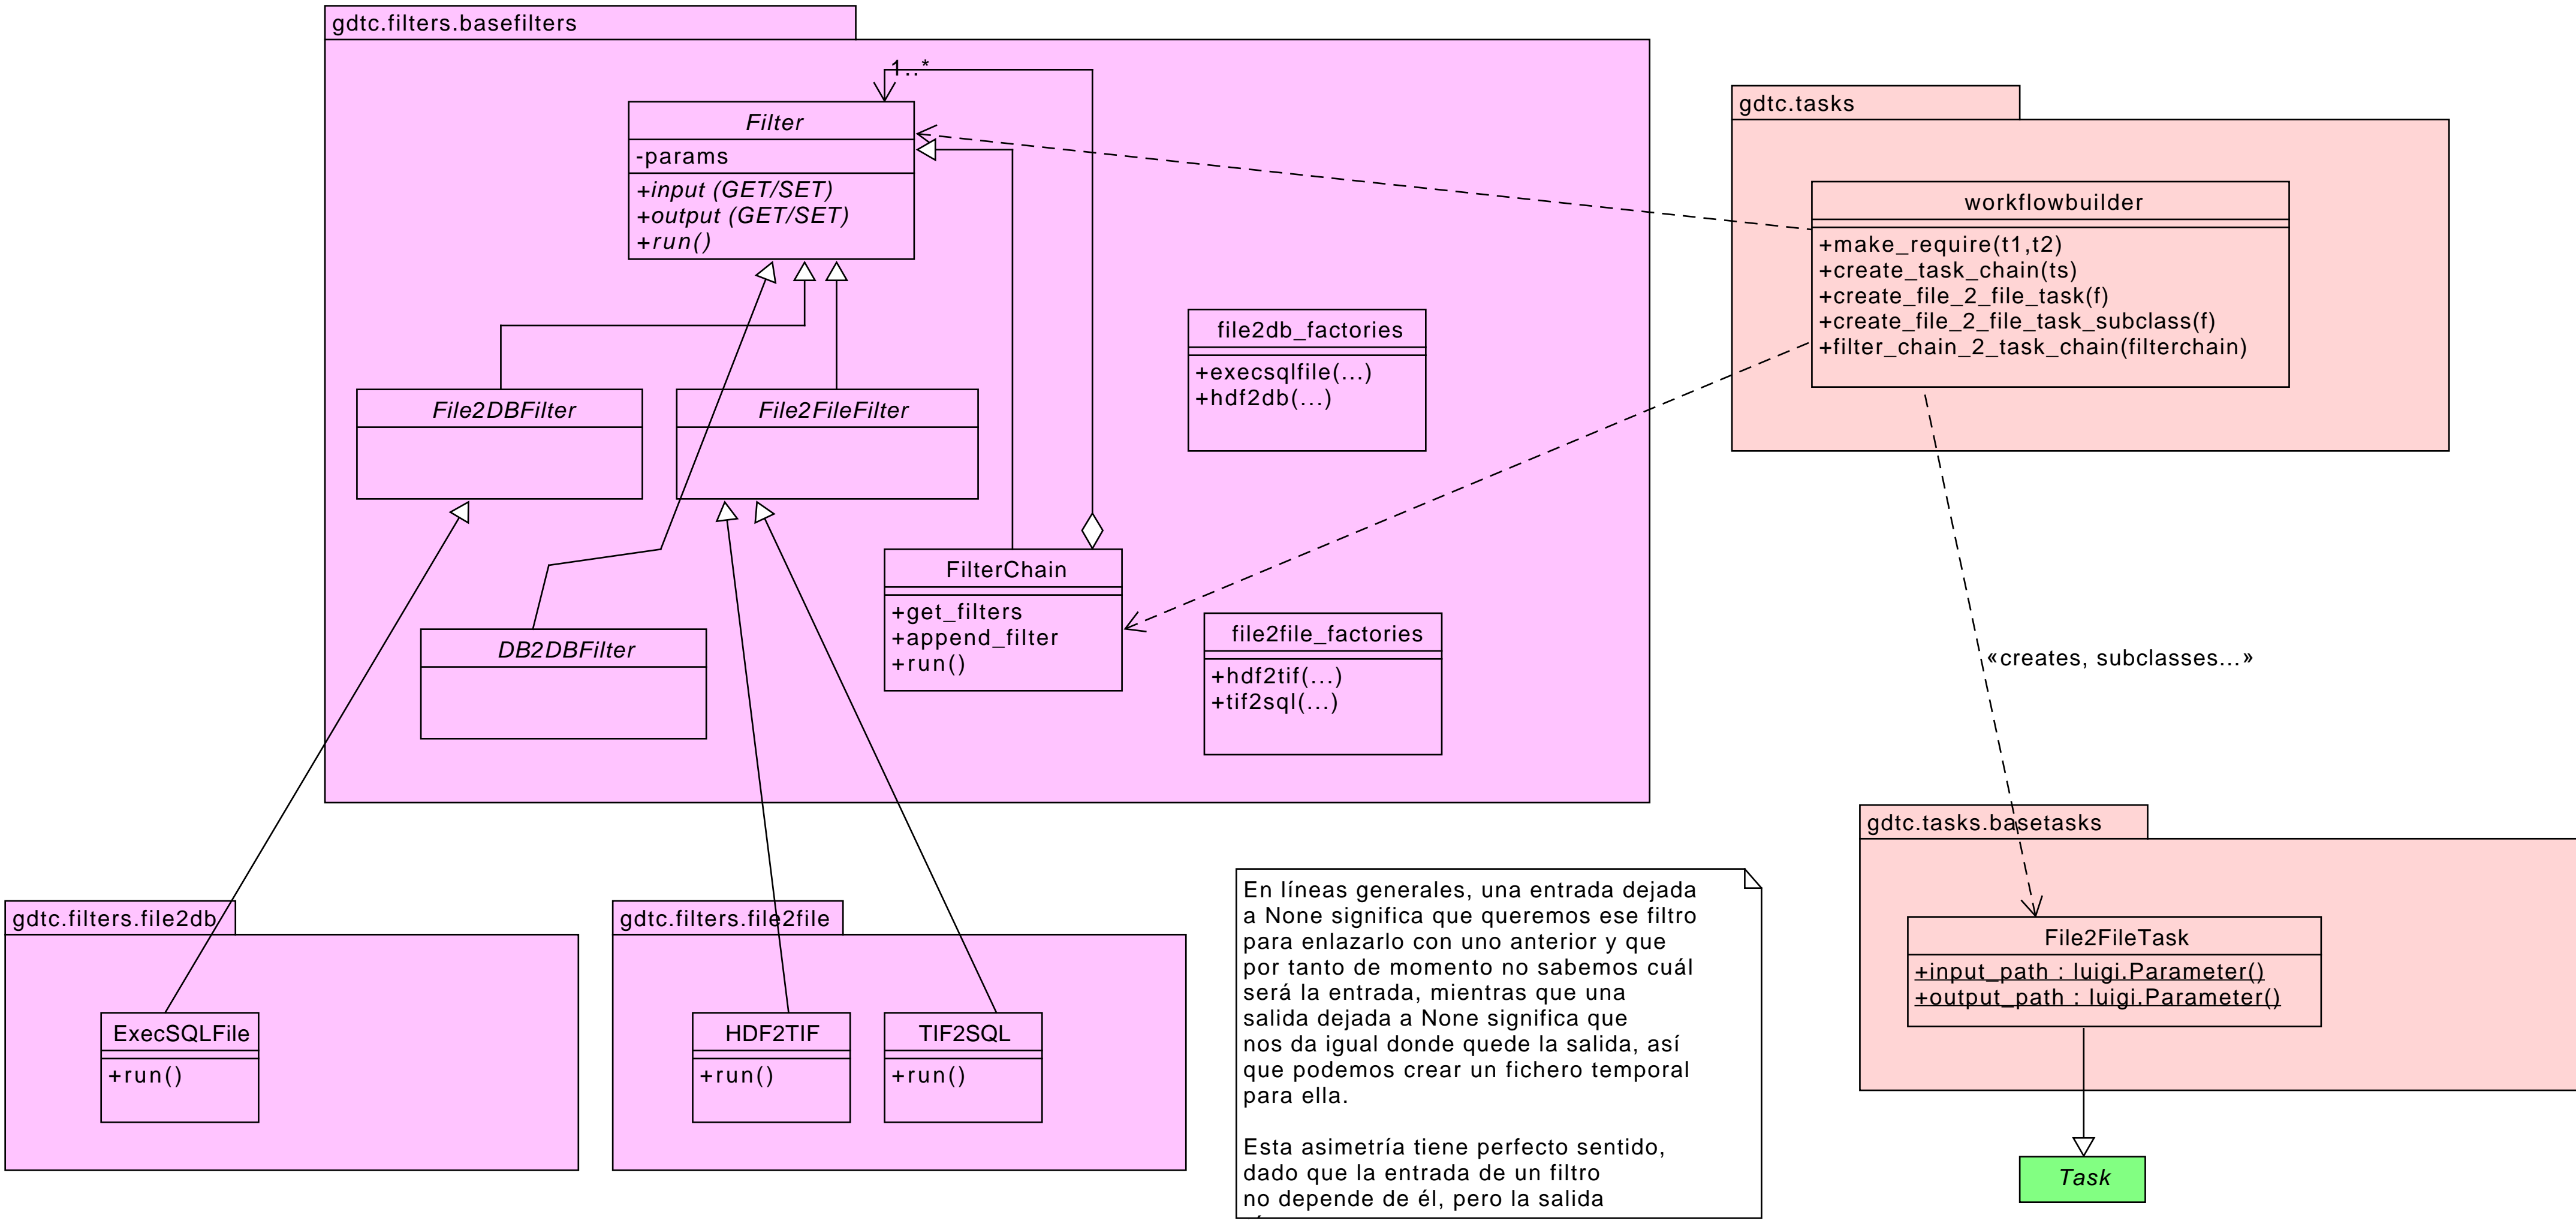 gdtc.filters.basefilters
1..*
Filter
-params
+input (GET/SET)
+output (GET/SET)
+run()
File2DBFilter
File2FileFilter
DB2DBFilter
FilterChain
+get_filters
+append_filter
+run()
file2db_factories
+execsqlfile(...)
+hdf2db(...)
file2file_factories
+hdf2tif(...)
+tif2sql(...)
gdtc.tasks
workflowbuilder
+make_require(t1,t2)
+create_task_chain(ts)
+create_file_2_file_task(f)
+create_file_2_file_task_subclass(f)
+filter_chain_2_task_chain(filterchain)
«creates, subclasses...»
gdtc.tasks.basetasks
File2FileTask
+input_path : luigi.Parameter()
+output_path : luigi.Parameter()
Task
gdtc.filters.file2db
ExecSQLFile
+run()
gdtc.filters.file2file
HDF2TIF
+run()
TIF2SQL
+run()
En líneas generales, una entrada dejada
a None significa que queremos ese filtro
para enlazarlo con uno anterior y que
por tanto de momento no sabemos cuál
será la entrada, mientras que una
salida dejada a None significa que
nos da igual donde quede la salida, así
que podemos crear un fichero temporal
para ella.
Esta asimetría tiene perfecto sentido,
dado que la entrada de un filtro
no depende de él, pero la salida